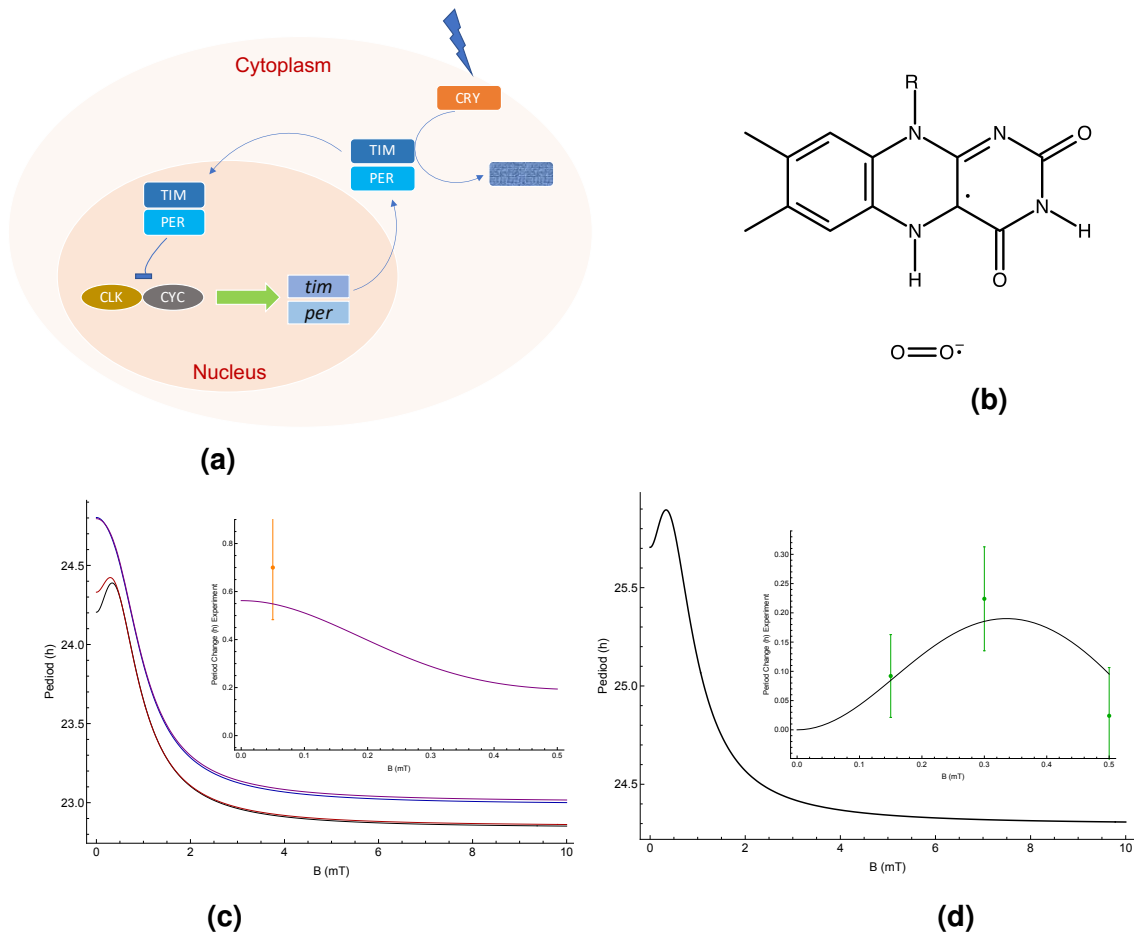 Cytoplasm
CRY
TIM
PER
TIM
PER
CLK
CYC
tim
per
Nucleus
(a)
R
N
N
O
N
H
N
H
O
O
O
−
(b)
24.5
24.0
23.5
23.0
0
2
4
6
8
10
Pediod (h)
B (mT)
0.8
0.6
0.4
0.2
0.0
0.0
0.1
0.2
0.3
0.4
0.5
Period Change (h) Experiment
B (mT)
(c)
25.5
25.0
24.5
0
2
4
6
8
10
Pediod (h)
B (mT)
0.30
0.25
0.20
0.15
0.10
0.05
0.00
0.0
0.1
0.2
0.3
0.4
0.5
Period Change (h) Experiment
B (mT)
(d)